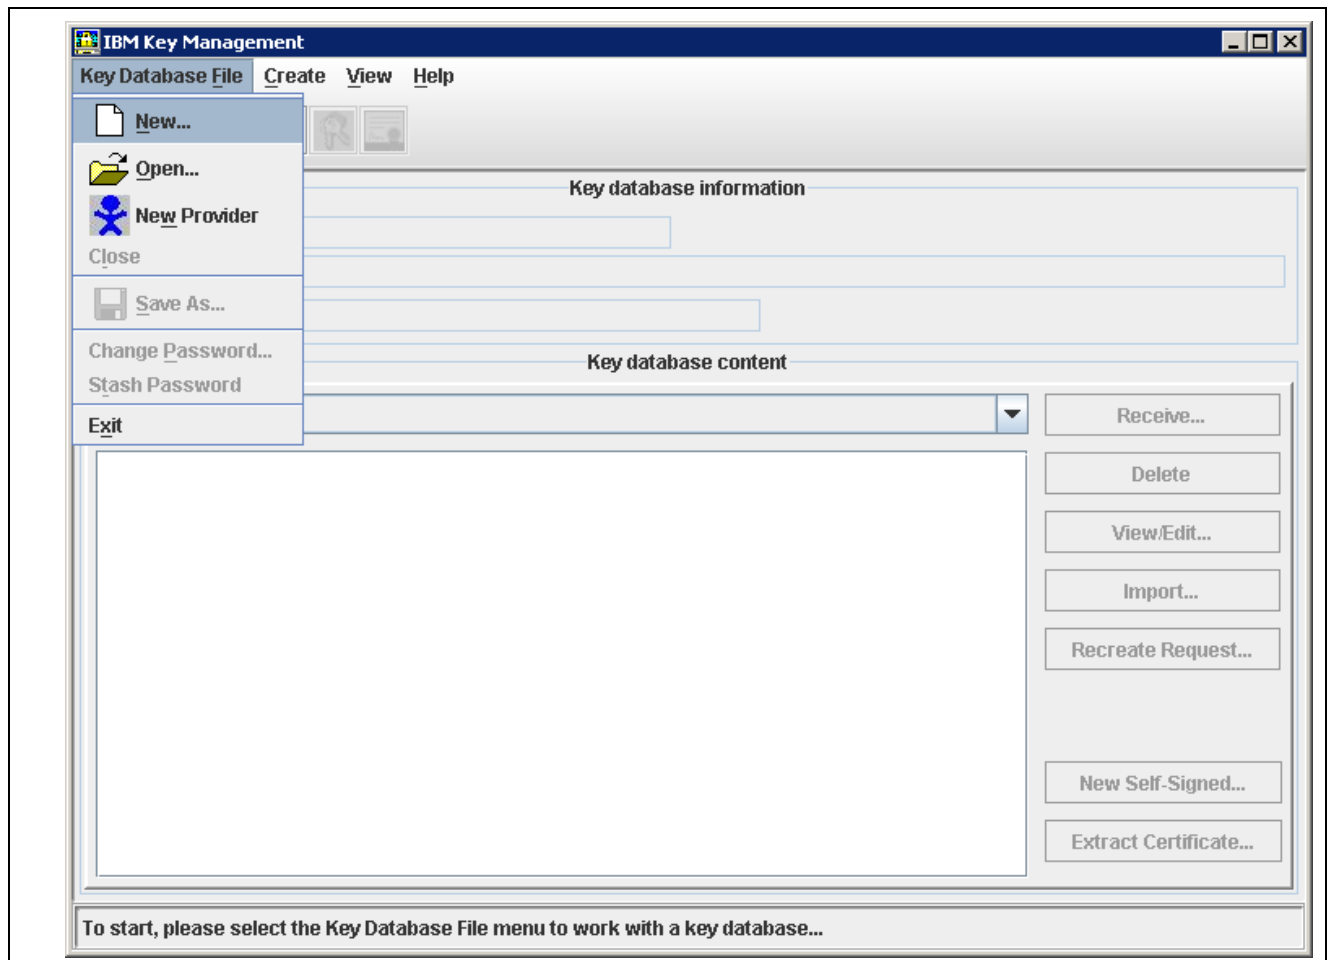 IBM Key Management
Key Database File Create View Help
New...
Open...
New Provider
Close
Save As...
Change Password...
Stash Password
Exit
Key database information
Key database content
Receive...
Delete
View/Edit...
Import...
Recreate Request...
New Self-Signed...
Extract Certificate...
To start, please select the Key Database File menu to work with a key database...